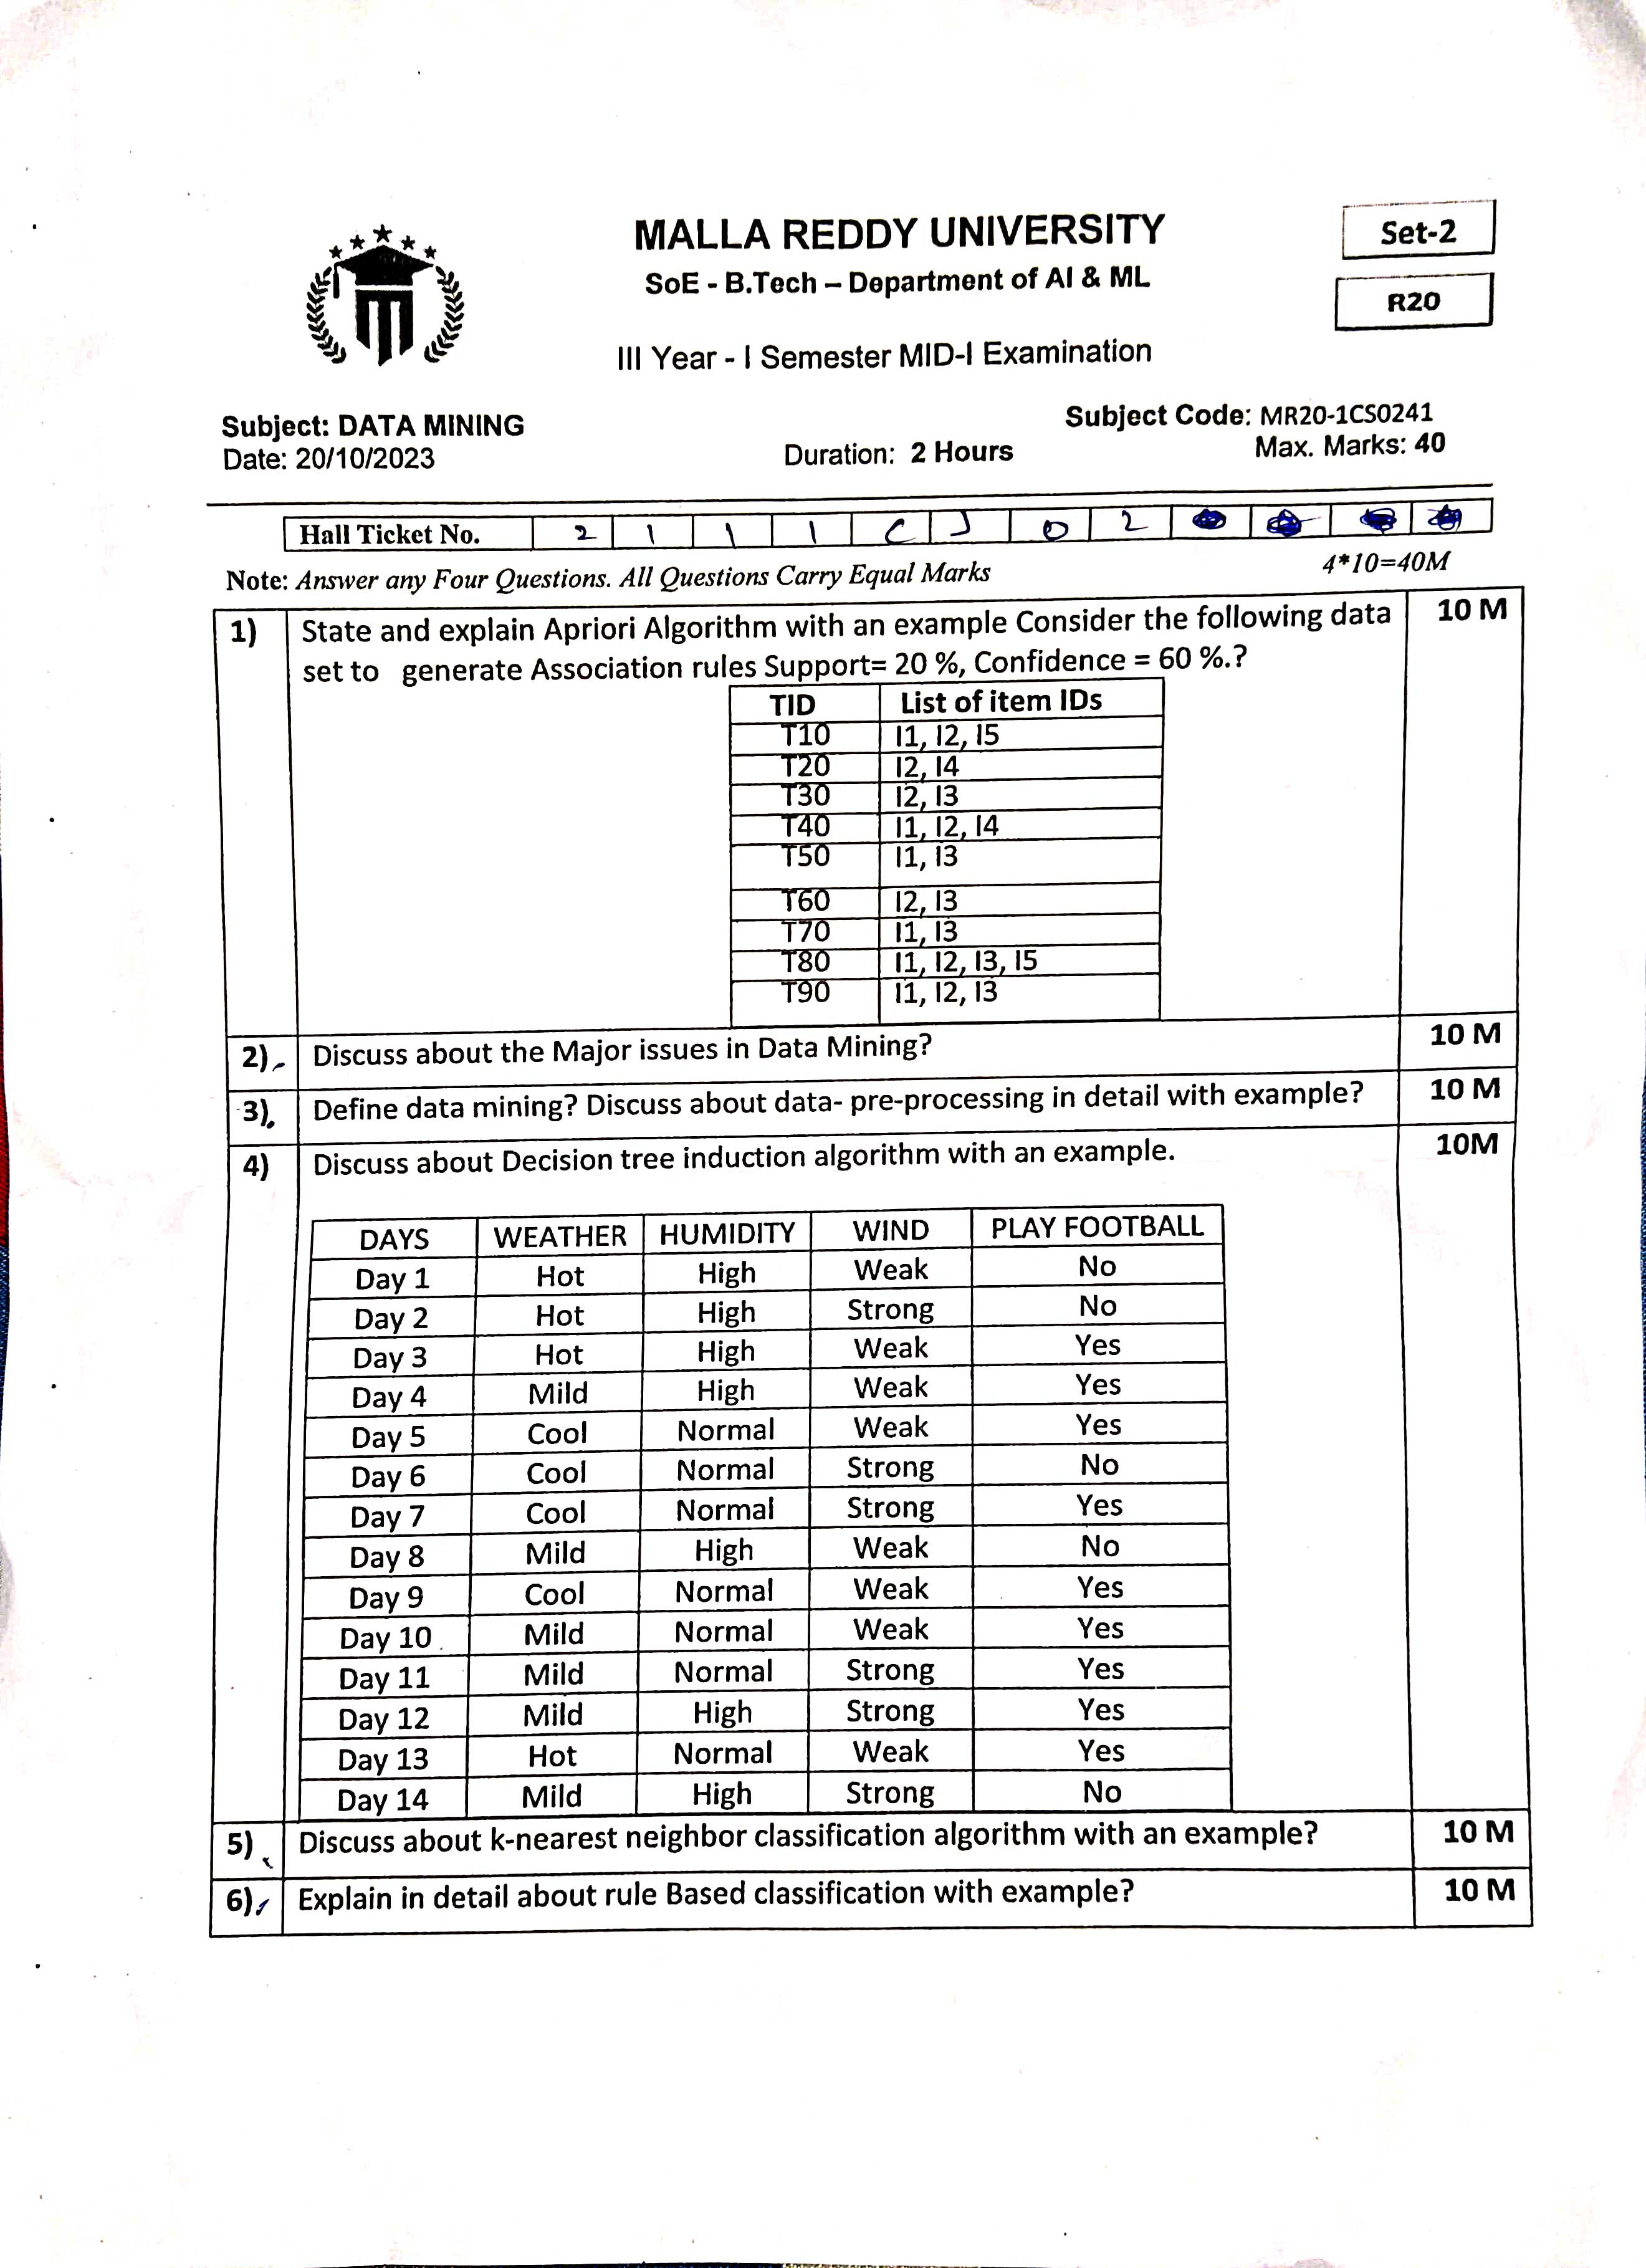 MALLA REDDY UNIVERSITY
Set-2
SoE - B.Tech – Department of AI & ML
R20
III Year - I Semester MID-I Examination
Subject: DATA MINING
Subject Code: MR20-1CS0241
Date: 20/10/2023
Duration: 2 Hours
Max. Marks: 40
Hall Ticket No. 2 1 1 1 C J 0 2
Note: Answer any Four Questions. All Questions Carry Equal Marks
4*10=40M
1) State and explain Apriori Algorithm with an example Consider the following data 10 M
set to generate Association rules Support= 20 %, Confidence = 60 %.?
TID List of item IDs
T10 I1, I2, I5
T20 I2, I4
T30 I2, I3
T40 I1, I2, I4
T50 I1, I3
T60 I2, I3
T70 I1, I3
T80 I1, I2, I3, I5
T90 I1, I2, I3
2) Discuss about the Major issues in Data Mining? 10 M
3) Define data mining? Discuss about data- pre-processing in detail with example? 10 M
4) Discuss about Decision tree induction algorithm with an example. 10M
DAYS WEATHER HUMIDITY WIND PLAY FOOTBALL
Day 1 Hot High Weak No
Day 2 Hot High Strong No
Day 3 Hot High Weak Yes
Day 4 Mild High Weak Yes
Day 5 Cool Normal Weak Yes
Day 6 Cool Normal Strong No
Day 7 Cool Normal Strong Yes
Day 8 Mild High Weak No
Day 9 Cool Normal Weak Yes
Day 10 Mild Normal Weak Yes
Day 11 Mild Normal Strong Yes
Day 12 Mild High Strong Yes
Day 13 Hot Normal Weak Yes
Day 14 Mild High Strong No
5) Discuss about k-nearest neighbor classification algorithm with an example? 10 M
6) Explain in detail about rule Based classification with example? 10 M